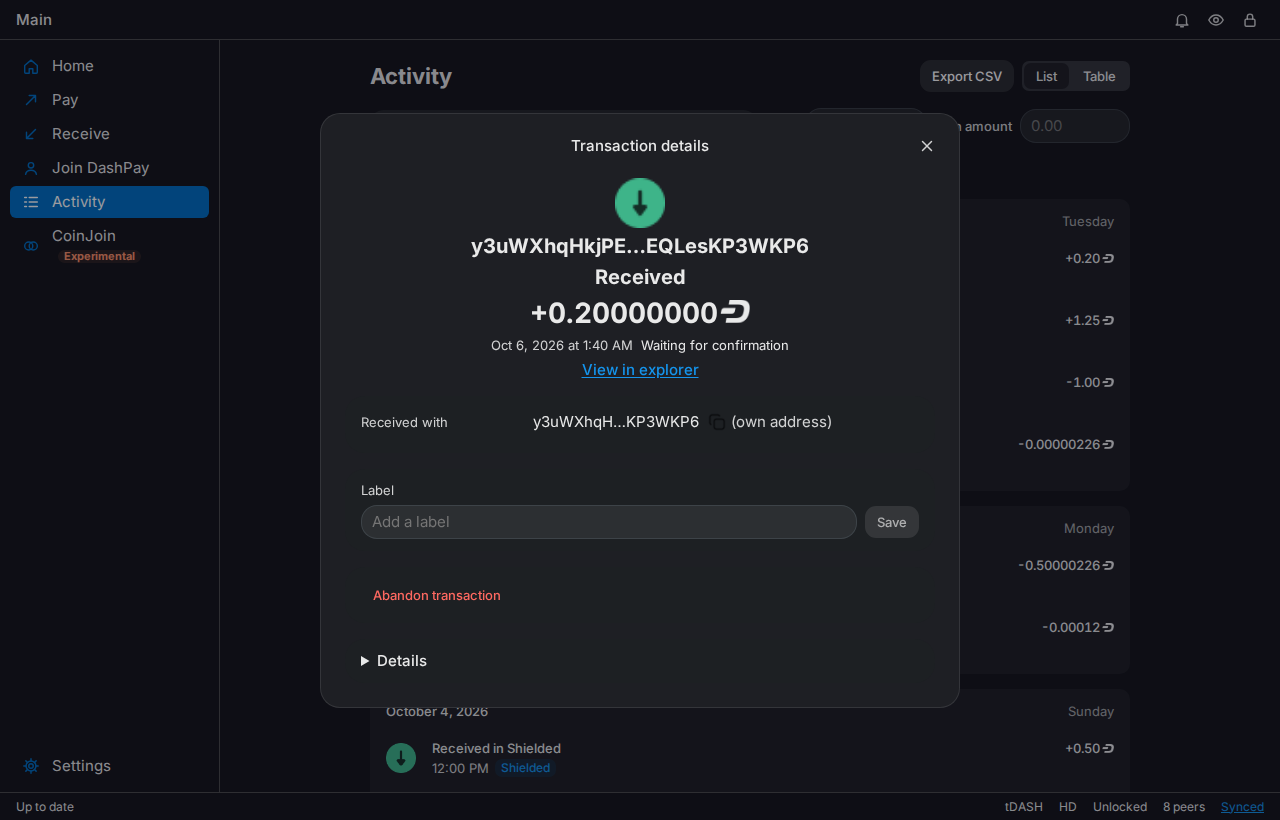 Main
Home
Pay
Receive
Join DashPay
Activity
CoinJoin
Experimental
Settings
Activity
Export CSV
List
Table
amount
0.00
Tuesday
+0.20
+1.25
-1.00
-0.00000226
Monday
-0.50000226
-0.00012
October 4, 2026
Sunday
Received in Shielded
+0.50
12:00 PM Shielded
Transaction details
y3uWXhqHkjPE…EQLesKP3WKP6
Received
+0.20000000
Oct 6, 2026 at 1:40 AM Waiting for confirmation
View in explorer
Received with y3uWXhqH…KP3WKP6 (own address)
Label
Add a label
Save
Abandon transaction
Details
Up to date
tDASH HD Unlocked 8 peers Synced